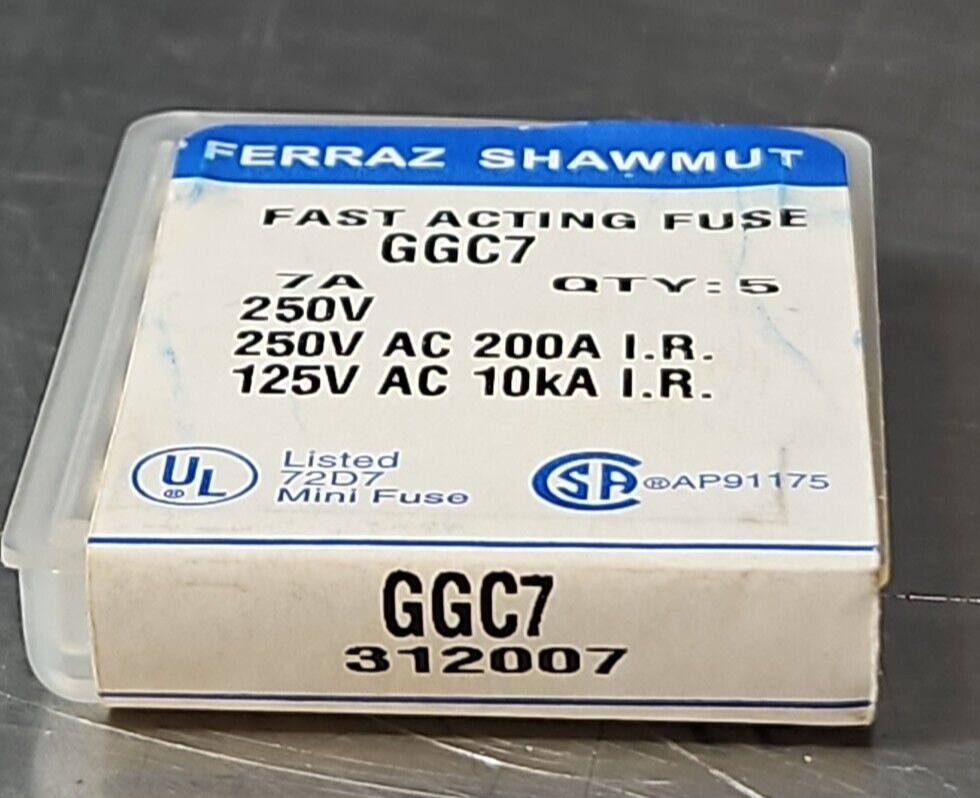 FERRAZ SHAWMUT
FAST ACTING FUSE
GGC7
7A QTY: 5
250V
250V AC 200A I.R.
125V AC 10kA I.R.
UL ® Listed
72D7
Mini Fuse
SA ®AP91175
GGC7
312007